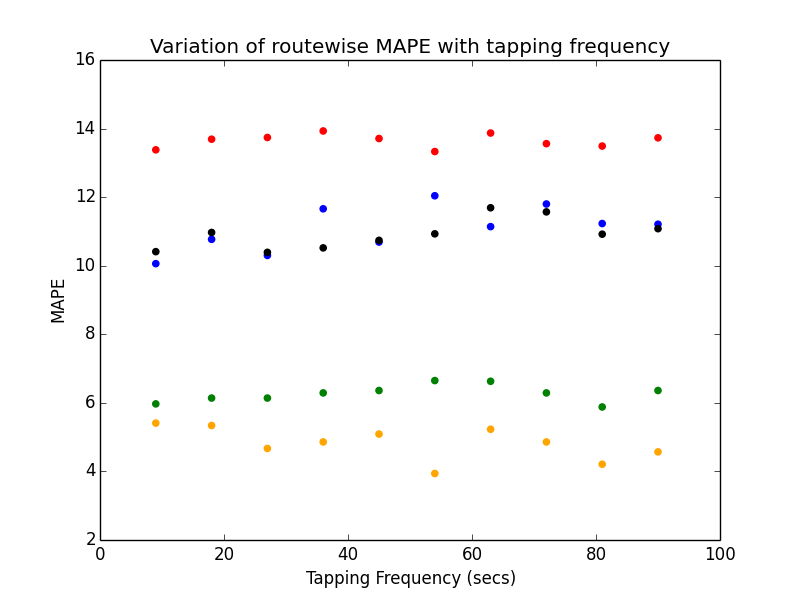 Variation of routewise MAPE with tapping frequency
16
14
12
10
8
6
4
2
MAPE
0 20 40 60 80 100
Tapping Frequency (secs)